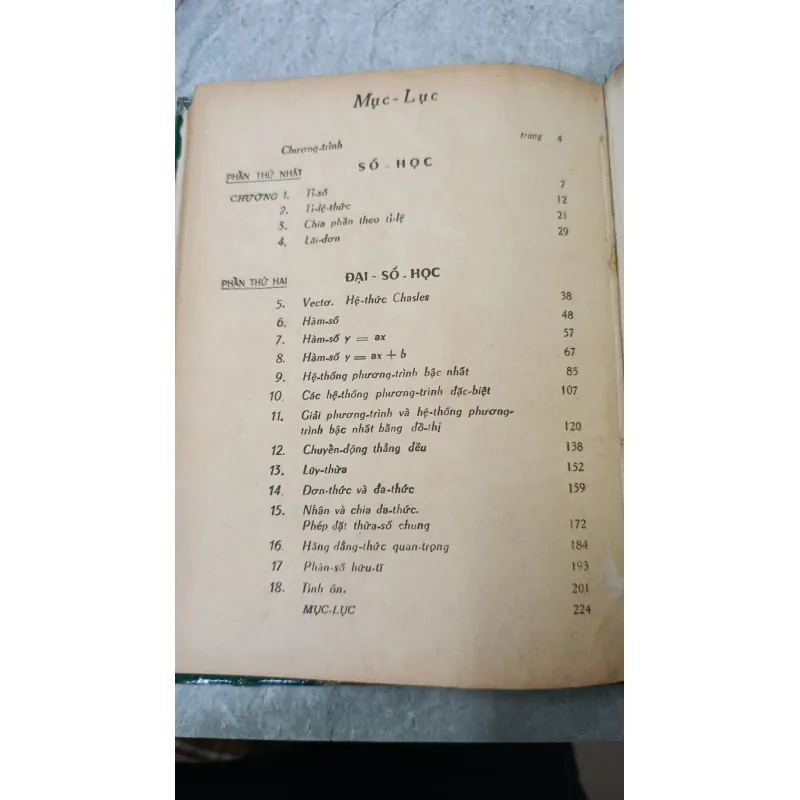 Mục-Lục
Chương-trình trang 4
PHẦN THỨ NHẤT SỐ-HỌC
CHƯƠNG 1. Tỉ-số 7
2. Tỉ-lệ-thức 12
3. Chia phần theo tỉ-lệ 21
4. Lãi-đơn 29
PHẦN THỨ HAI ĐẠI-SỐ-HỌC
5. Vectơ. Hệ-thức Chasles 38
6. Hàm-số 48
7. Hàm-số y = ax 57
8. Hàm-số y = ax + b 67
9. Hệ-thống phương-trình bậc nhất 85
10. Các hệ-thống phương-trình đặc-biệt 107
11. Giải phương-trình và hệ-thống phương-
trình bậc nhất bằng đồ-thị 120
12. Chuyển-động thẳng đều 138
13. Lũy-thừa 152
14. Đơn-thức và đa-thức 159
15. Nhân và chia đa-thức.
Phép đặt thừa-số chung 172
16. Hằng đẳng-thức quan-trọng 184
17 Phân-số hữu-tỉ 193
18. Tính ôn. 201
MỤC-LỤC 224